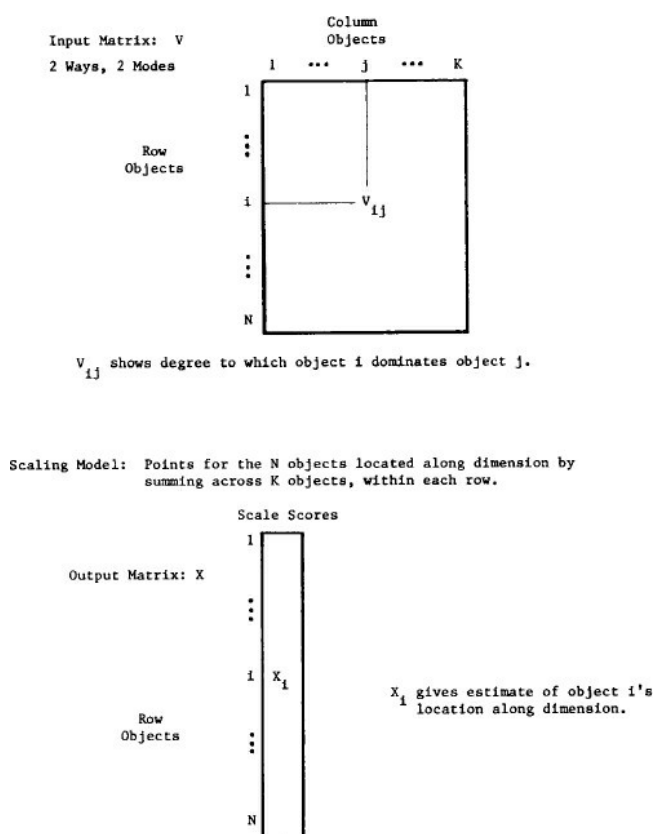 Column
Objects
Input Matrix: V
2 Ways, 2 Modes
1 ... j ... K
1
⋮
Row
Objects
i
V_ij
⋮
N
V_ij shows degree to which object i dominates object j.
Scaling Model: Points for the N objects located along dimension by
summing across K objects, within each row.
Scale Scores
1
Output Matrix: X
⋮
i X_i
X_i gives estimate of object i's
location along dimension.
Row
Objects
⋮
N